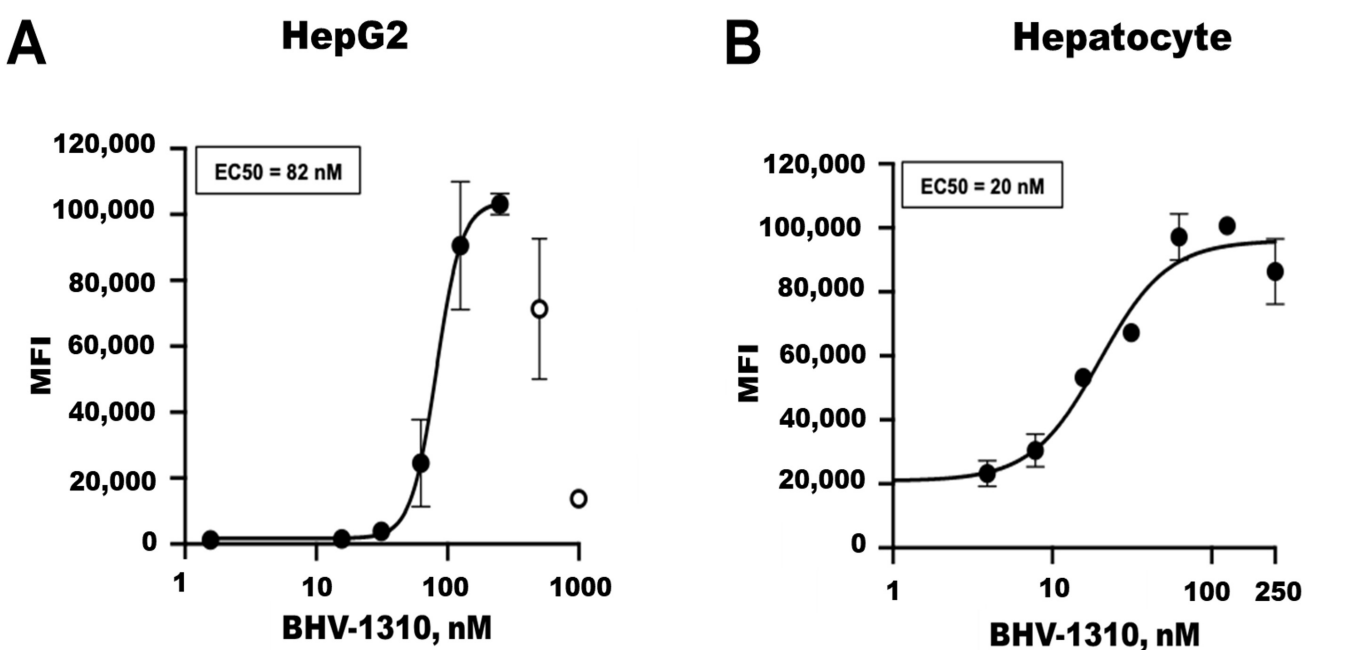 A
HepG2
120,000
100,000
80,000
60,000
40,000
20,000
0
MFI
EC50 = 82 nM
1
10
100
1000
BHV-1310, nM
B
Hepatocyte
120,000
100,000
80,000
60,000
40,000
20,000
0
MFI
EC50 = 20 nM
1
10
100
250
BHV-1310, nM